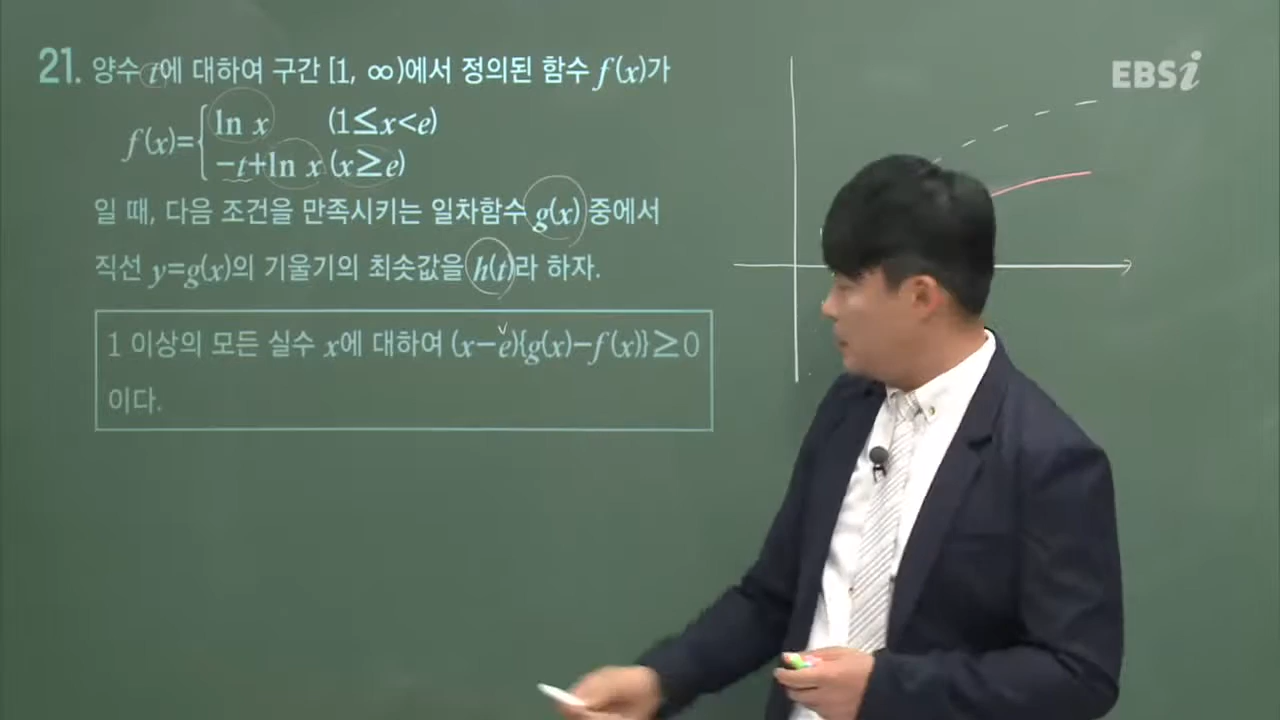 21. 양수 t에 대하여 구간 [1, ∞)에서 정의된 함수 f(x)가
EBSi
f(x)={ ln x (1≤x<e)
−t+ln x (x≥e)
일 때, 다음 조건을 만족시키는 일차함수 g(x) 중에서
직선 y=g(x)의 기울기의 최솟값을 h(t)라 하자.
1 이상의 모든 실수 x에 대하여 (x−e){g(x)−f(x)}≥0
이다.